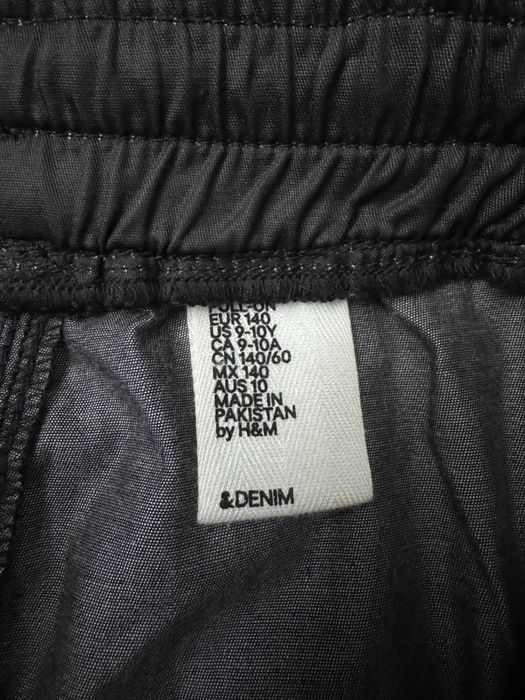 PULL-ON
EUR 140
US 9-10Y
CA 9-10A
CN 140/60
MX 140
AUS 10
MADE IN
PAKISTAN
by H&M
&DENIM